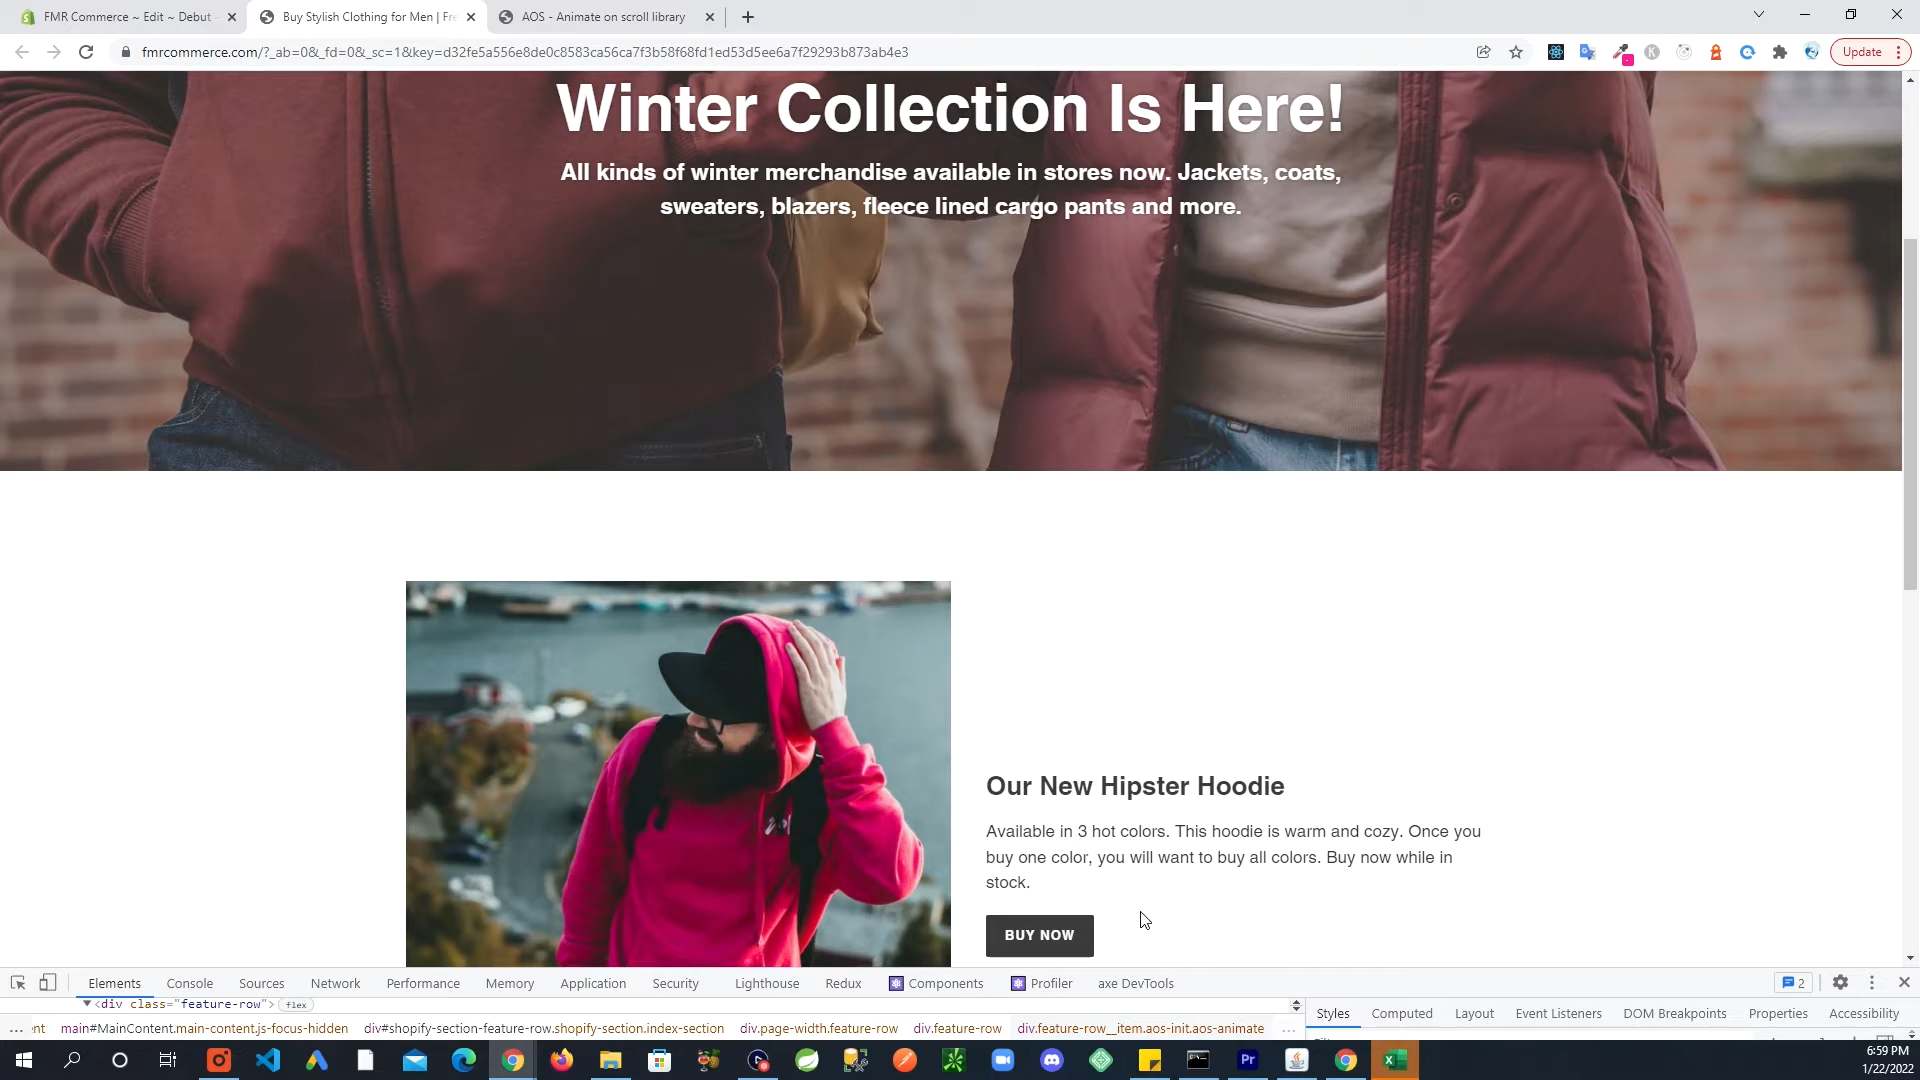 FMR Commerce ~ Edit ~ Debut
Buy Stylish Clothing for Men | Fre
AOS - Animate on scroll library
fmrcommerce.com/?_ab=0&_fd=0&_sc=1&key=d32fe5a556e8de0c8583ca56ca7f3b58f68fd1ed53d5ee6a7f29293b873ab4e3
Update
Winter Collection Is Here!
All kinds of winter merchandise available in stores now. Jackets, coats,
sweaters, blazers, fleece lined cargo pants and more.
Our New Hipster Hoodie
Available in 3 hot colors. This hoodie is warm and cozy. Once you
buy one color, you will want to buy all colors. Buy now while in
stock.
BUY NOW
Elements Console Sources Network Performance Memory Application Security Lighthouse Redux Components Profiler axe DevTools 2
<div class="feature-row"> flex
... ent main#MainContent.main-content.js-focus-hidden div#shopify-section-feature-row.shopify-section.index-section div.page-width.feature-row div.feature-row div.feature-row__item.aos-init.aos-animate ...
Styles Computed Layout Event Listeners DOM Breakpoints Properties Accessibility
6:59 PM
1/22/2022